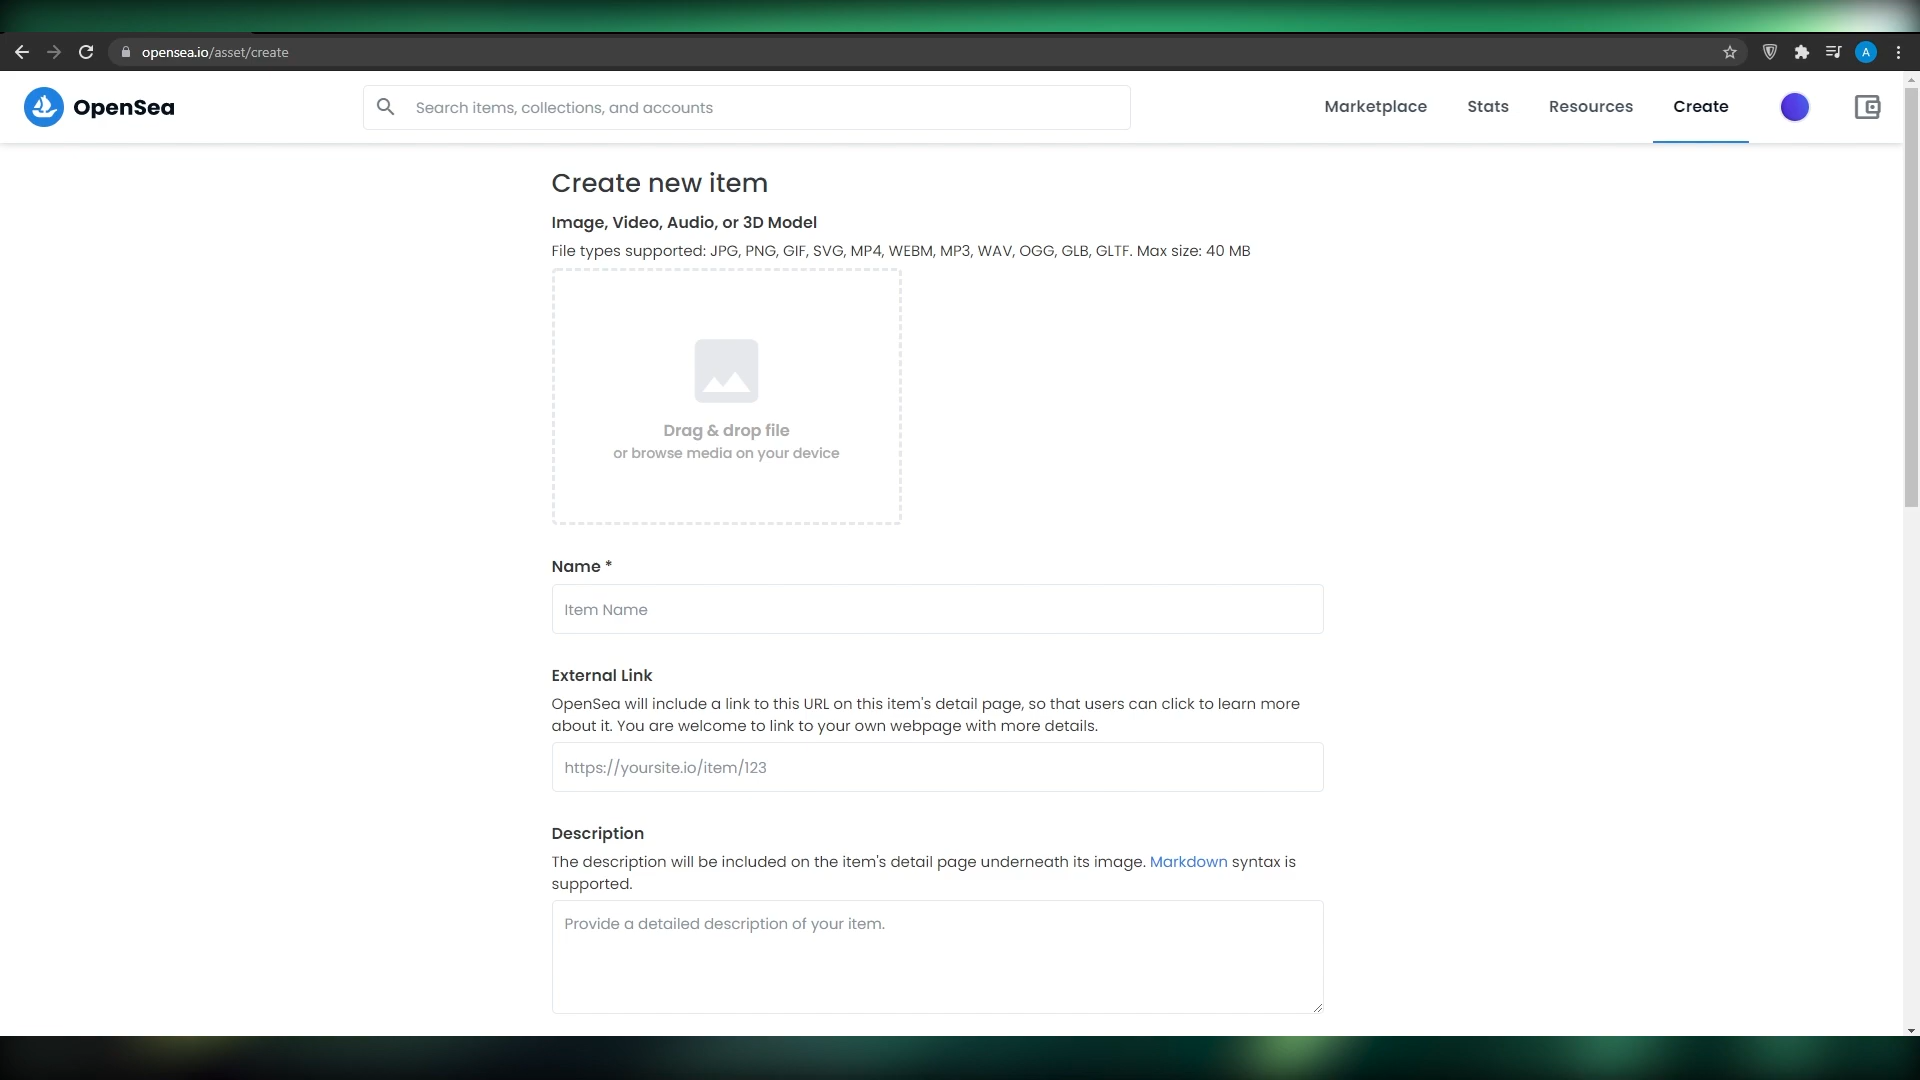 opensea.io/asset/create
A
OpenSea
Search items, collections, and accounts
Marketplace
Stats
Resources
Create
Create new item
Image, Video, Audio, or 3D Model
File types supported: JPG, PNG, GIF, SVG, MP4, WEBM, MP3, WAV, OGG, GLB, GLTF. Max size: 40 MB
Drag & drop file
or browse media on your device
Name *
Item Name
External Link
OpenSea will include a link to this URL on this item's detail page, so that users can click to learn more
about it. You are welcome to link to your own webpage with more details.
https://yoursite.io/item/123
Description
The description will be included on the item's detail page underneath its image. Markdown syntax is
supported.
Provide a detailed description of your item.